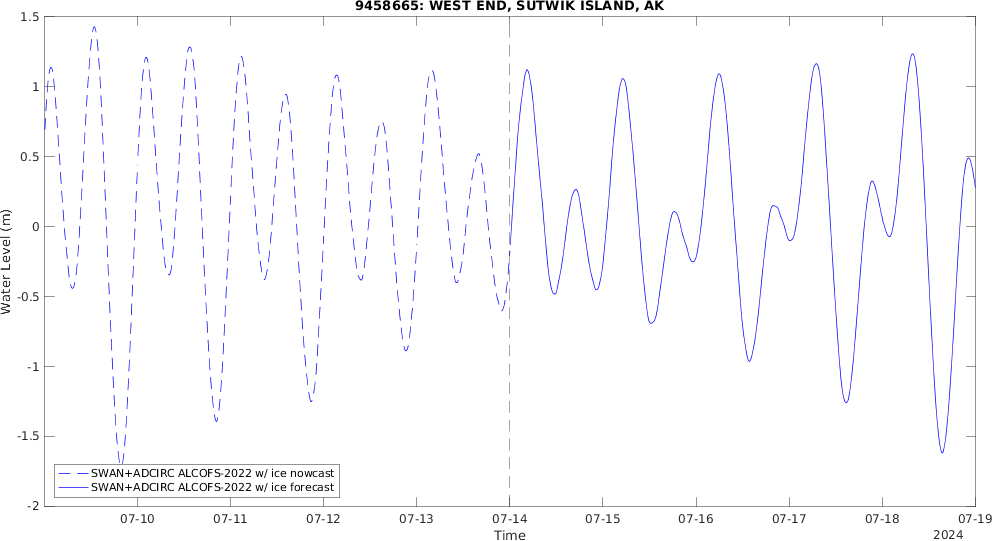 9458665: WEST END, SUTWIK ISLAND, AK
Water Level (m)
1.5
1
0.5
0
-0.5
-1
-1.5
-2
SWAN+ADCIRC ALCOFS-2022 w/ ice nowcast
SWAN+ADCIRC ALCOFS-2022 w/ ice forecast
07-10 07-11 07-12 07-13 07-14 07-15 07-16 07-17 07-18 07-19
Time
2024